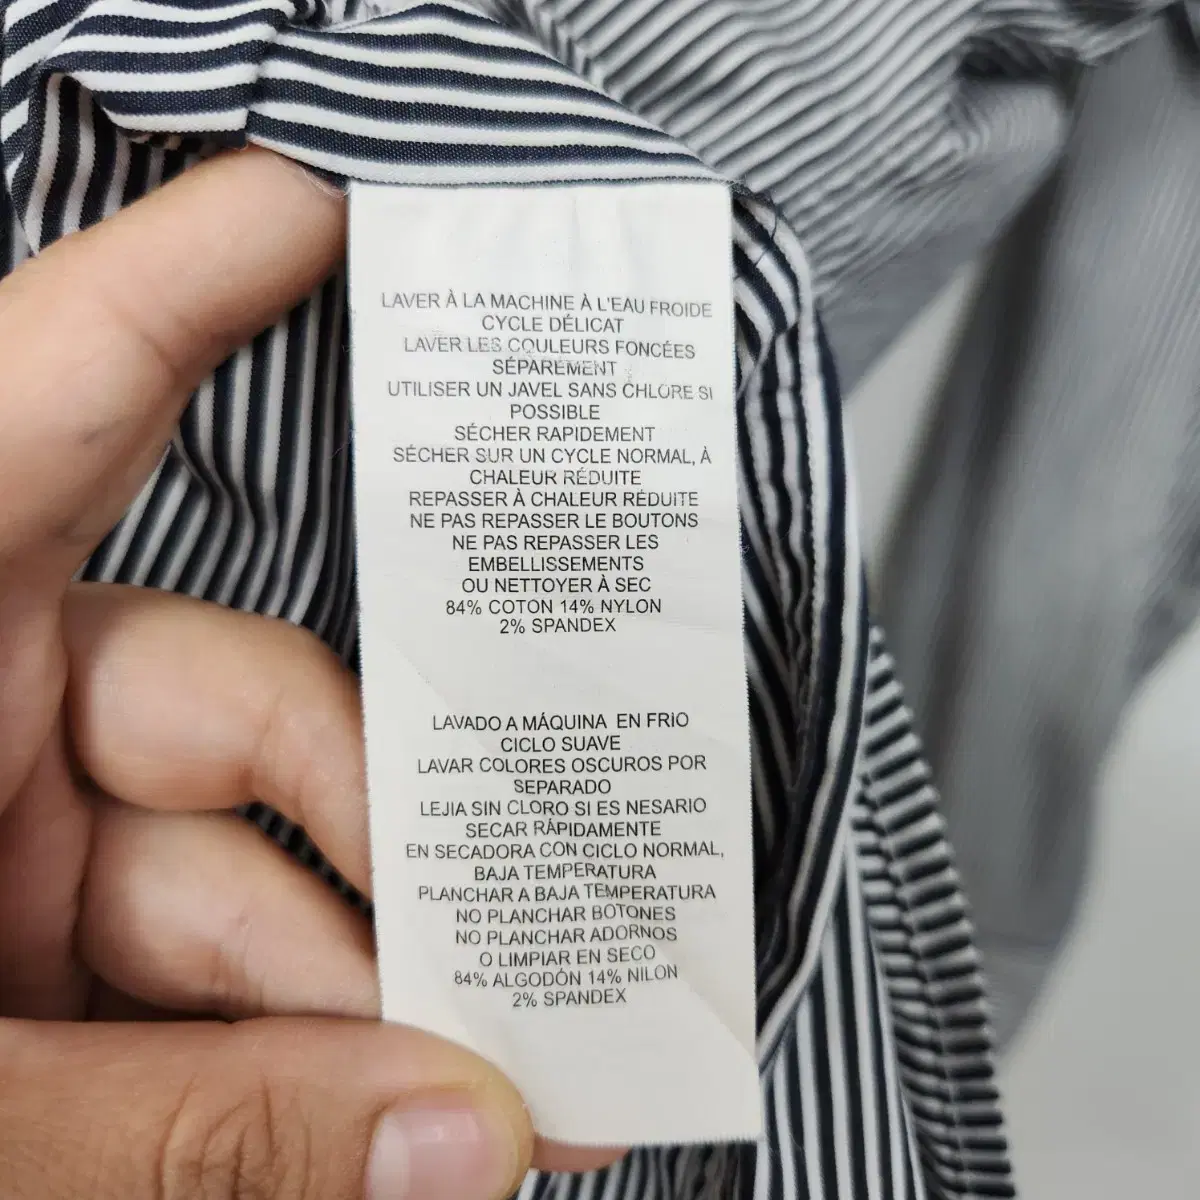 LAVER À LA MACHINE À L'EAU FROIDE
CYCLE DÉLICAT
LAVER LES COULEURS FONCÉES
SÉPARÉMENT
UTILISER UN JAVEL SANS CHLORE SI
POSSIBLE
SÉCHER RAPIDEMENT
SÉCHER SUR UN CYCLE NORMAL, À
CHALEUR RÉDUITE
REPASSER À CHALEUR RÉDUITE
NE PAS REPASSER LE BOUTONS
NE PAS REPASSER LES
EMBELLISSEMENTS
OU NETTOYER À SEC
84% COTON 14% NYLON
2% SPANDEX
LAVADO A MÁQUINA EN FRIO
CICLO SUAVE
LAVAR COLORES OSCUROS POR
SEPARADO
LEJIA SIN CLORO SI ES NESARIO
SECAR RÁPIDAMENTE
EN SECADORA CON CICLO NORMAL,
BAJA TEMPERATURA
PLANCHAR A BAJA TEMPERATURA
NO PLANCHAR BOTONES
NO PLANCHAR ADORNOS
O LIMPIAR EN SECO
84% ALGODÓN 14% NILON
2% SPANDEX